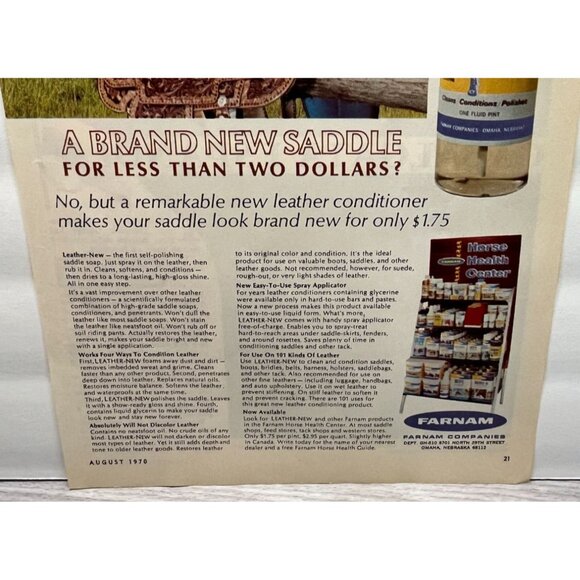 Cleans Conditions Polishes
ONE FLUID PINT
FARNAM COMPANIES OMAHA, NEBRASKA
A BRAND NEW SADDLE
FOR LESS THAN TWO DOLLARS?
No, but a remarkable new leather conditioner
makes your saddle look brand new for only $1.75
Leather-New — the first self-polishing
saddle soap. Just spray it on the leather, then
rub it in. Cleans, softens, and conditions —
then dries to a long-lasting, high-gloss shine.
All in one easy step.
It's a vast improvement over other leather
conditioners — a scientifically formulated
combination of high-grade saddle soaps
conditioners, and penetrants. Won't dull the
leather like most saddle soaps. Won't stain
the leather like neatsfoot oil. Won't rub off or
soil riding pants. Actually restores the leather,
renews it, makes your saddle bright and new
with a single application.
Works Four Ways To Condition Leather
First, LEATHER-NEW foams away dust and dirt —
removes imbedded sweat and grime. Cleans
faster than any other product. Second, penetrates
deep down into leather. Replaces natural oils.
Restores moisture balance. Softens the leather
and waterproofs at the same time.
Third, LEATHER-NEW polishes the saddle. Leaves
it with a showroom gloss and shine. Fourth,
contains liquid glycerin to make your saddle
look new and stay new forever.
Absolutely Will Not Discolor Leather
Contains no neatsfoot oil. No crude oils of any
kind. LEATHER-NEW will not darken or discolor
most types of leather. Yet it still adds depth and
tone to older leather goods. Restores leather
to its original color and condition. It's the ideal
product for use on valuable boots, saddles, and other
leather goods. Not recommended, however, for suede,
rough-out, or very light shades of leather.
New Easy-To-Use Spray Applicator
For years leather conditioners containing glycerine
were available only in hard-to-use bars and pastes.
Now a new process makes this product available
in easy-to-use liquid form. What's more,
LEATHER-NEW comes with handy spray applicator
free-of-charge. Enables you to spray-treat
hard-to-reach areas under saddle-skirts, fenders,
and around rosettes. Saves plenty of time in
conditioning saddles and other tack.
For Use On 101 Kinds Of Leather
Use LEATHER-NEW to clean and condition saddles,
boots, bridles, belts, harness, holsters, saddlebags,
and other tack. Also recommended for use on
other fine leathers — including luggage, handbags,
and auto upholstery. Use it on wet leather to
prevent stiffening. On stiff leather to soften it
and prevent cracking. There are 101 uses for
this great new leather conditioning product.
Now Available
Look for LEATHER-NEW and other Farnam products
in the Farnam Horse Health Center. At most saddle
shops, feed stores, tack shops and western stores.
Only $1.75 per pint, $2.95 per quart. Slightly higher
in Canada. Write today for the name of your nearest
dealer and a free Farnam Horse Health Guide.
Horse
Health
Center
FARNAM
FARNAM
FARNAM COMPANIES
DEPT. GH-810 8701 NORTH 29TH STREET
OMAHA, NEBRASKA 68112
AUGUST 1970
21